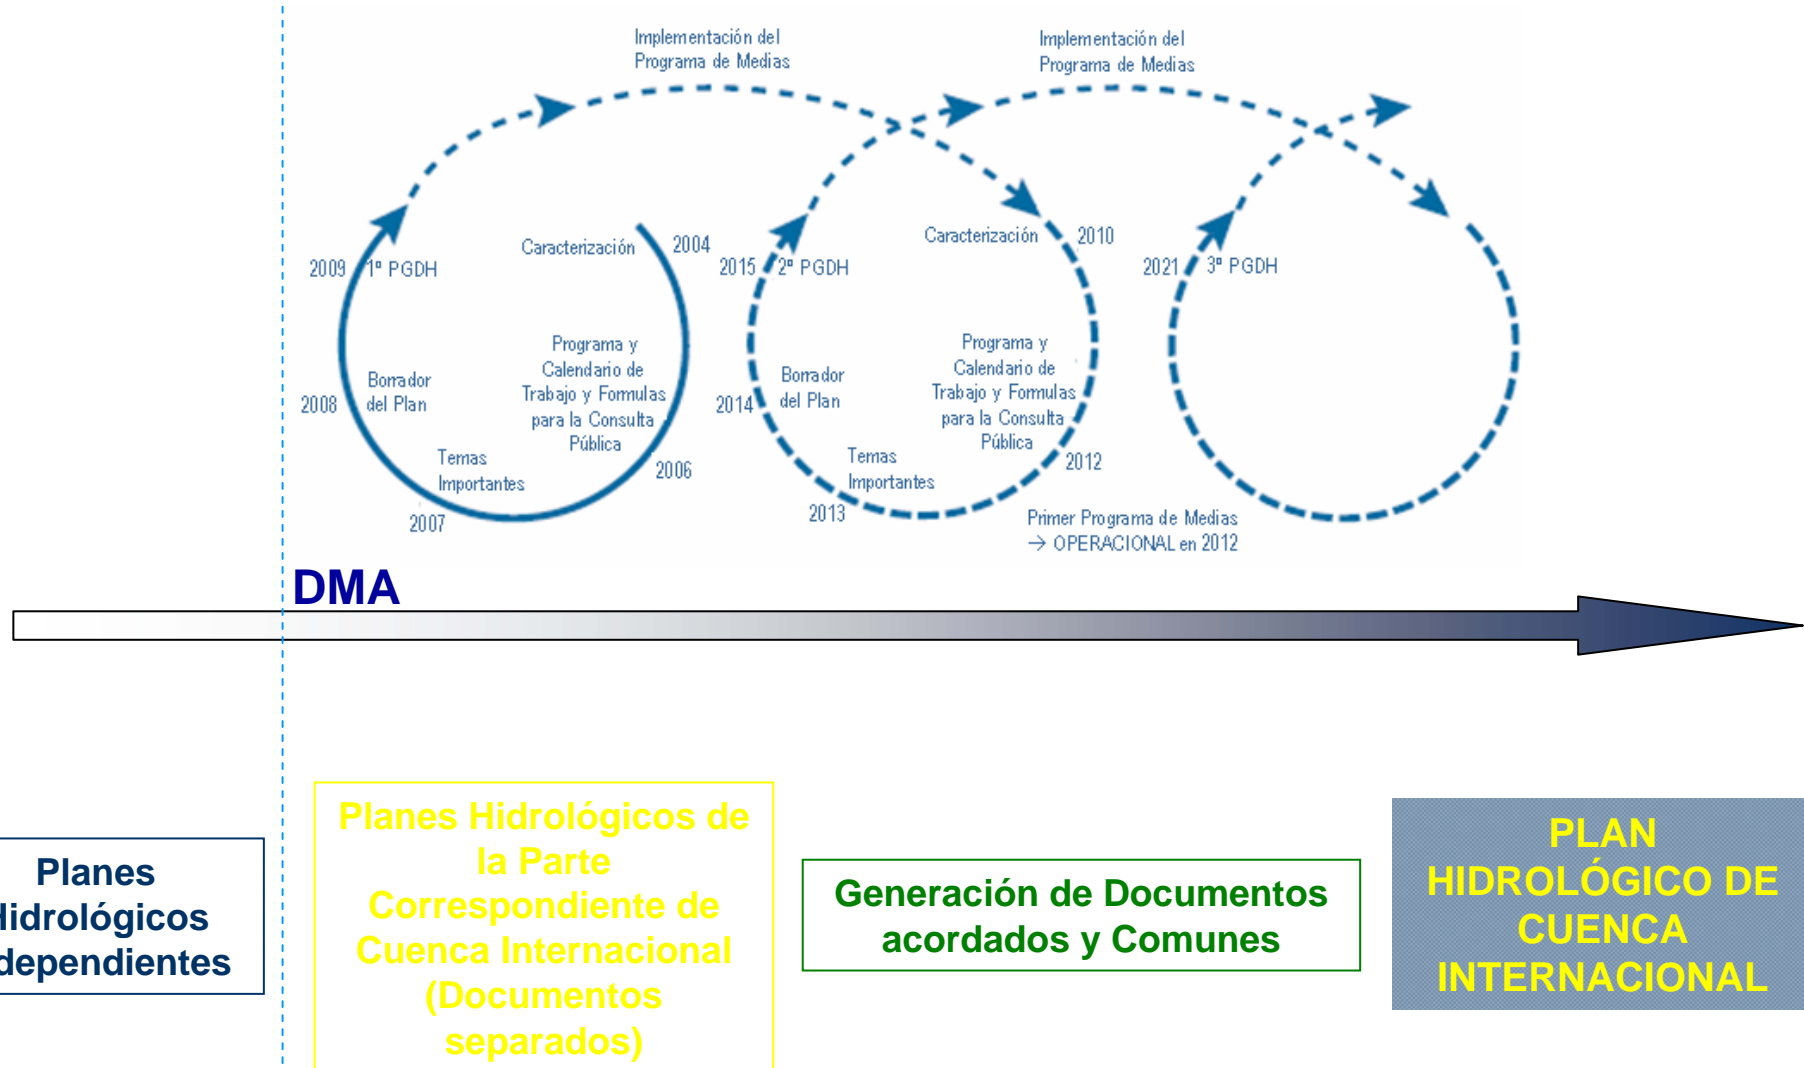 Implementación del
Programa de Medias
Implementación del
Programa de Medias
Caracterización
2004
2009
1º PGDH
Programa y
Calendario de
Trabajo y Formulas
para la Consulta
Pública
Borrador
del Plan
2008
Temas
Importantes
2006
2007
Caracterización
2010
2015
2º PGDH
Programa y
Calendario de
Trabajo y Formulas
para la Consulta
Pública
Borrador
del Plan
2014
Temas
Importantes
2012
2013
2021
3º PGDH
Primer Programa de Medias
→ OPERACIONAL en 2012
DMA
Planes
Hidrológicos
dependientes
Planes Hidrológicos de
la Parte
Correspondiente de
Cuenca Internacional
(Documentos
separados)
Generación de Documentos
acordados y Comunes
PLAN
HIDROLÓGICO DE
CUENCA
INTERNACIONAL